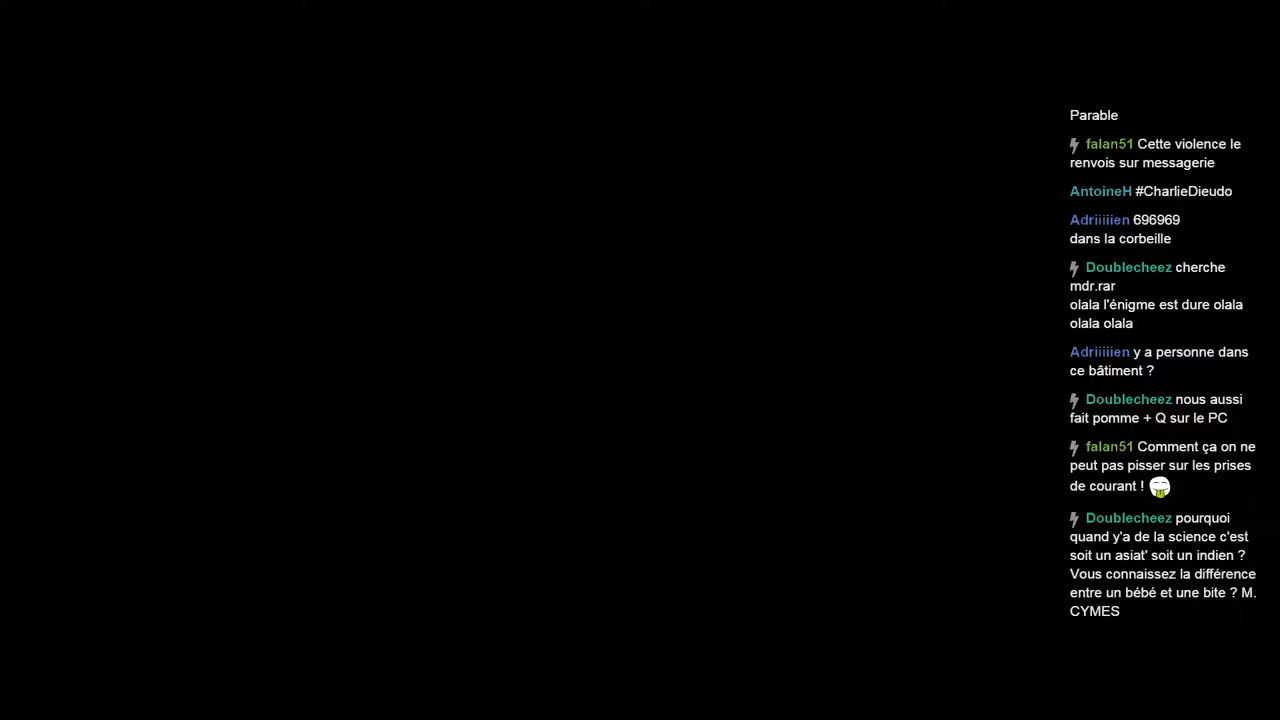 Parable
falan51 Cette violence le
renvois sur messagerie
AntoineH #CharlieDieudo
Adriiiiien 696969
dans la corbeille
Doublecheez cherche
mdr.rar
olala l'énigme est dure olala
olala olala
Adriiiiien y a personne dans
ce bâtiment ?
Doublecheez nous aussi
fait pomme + Q sur le PC
falan51 Comment ça on ne
peut pas pisser sur les prises
de courant !
Doublecheez pourquoi
quand y'a de la science c'est
soit un asiat' soit un indien ?
Vous connaissez la différence
entre un bébé et une bite ? M.
CYMES